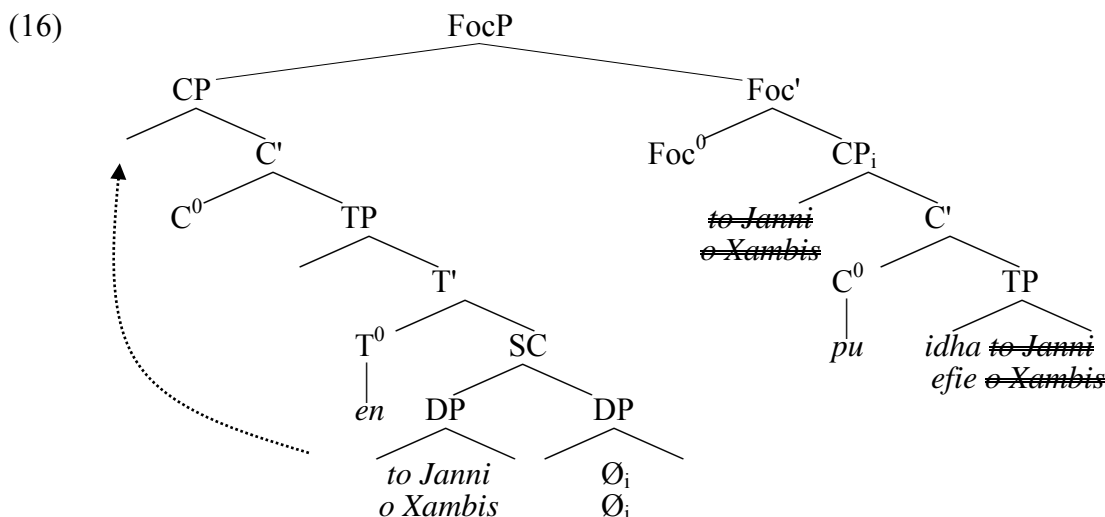 (16)
FocP
CP Foc'
C' Foc⁰ CPᵢ
C⁰ TP to Janni C'
o Xambis
T' C⁰ TP
T⁰ SC pu idha to Janni
efie o Xambis
en DP DP
to Janni Øᵢ
o Xambis Øᵢ